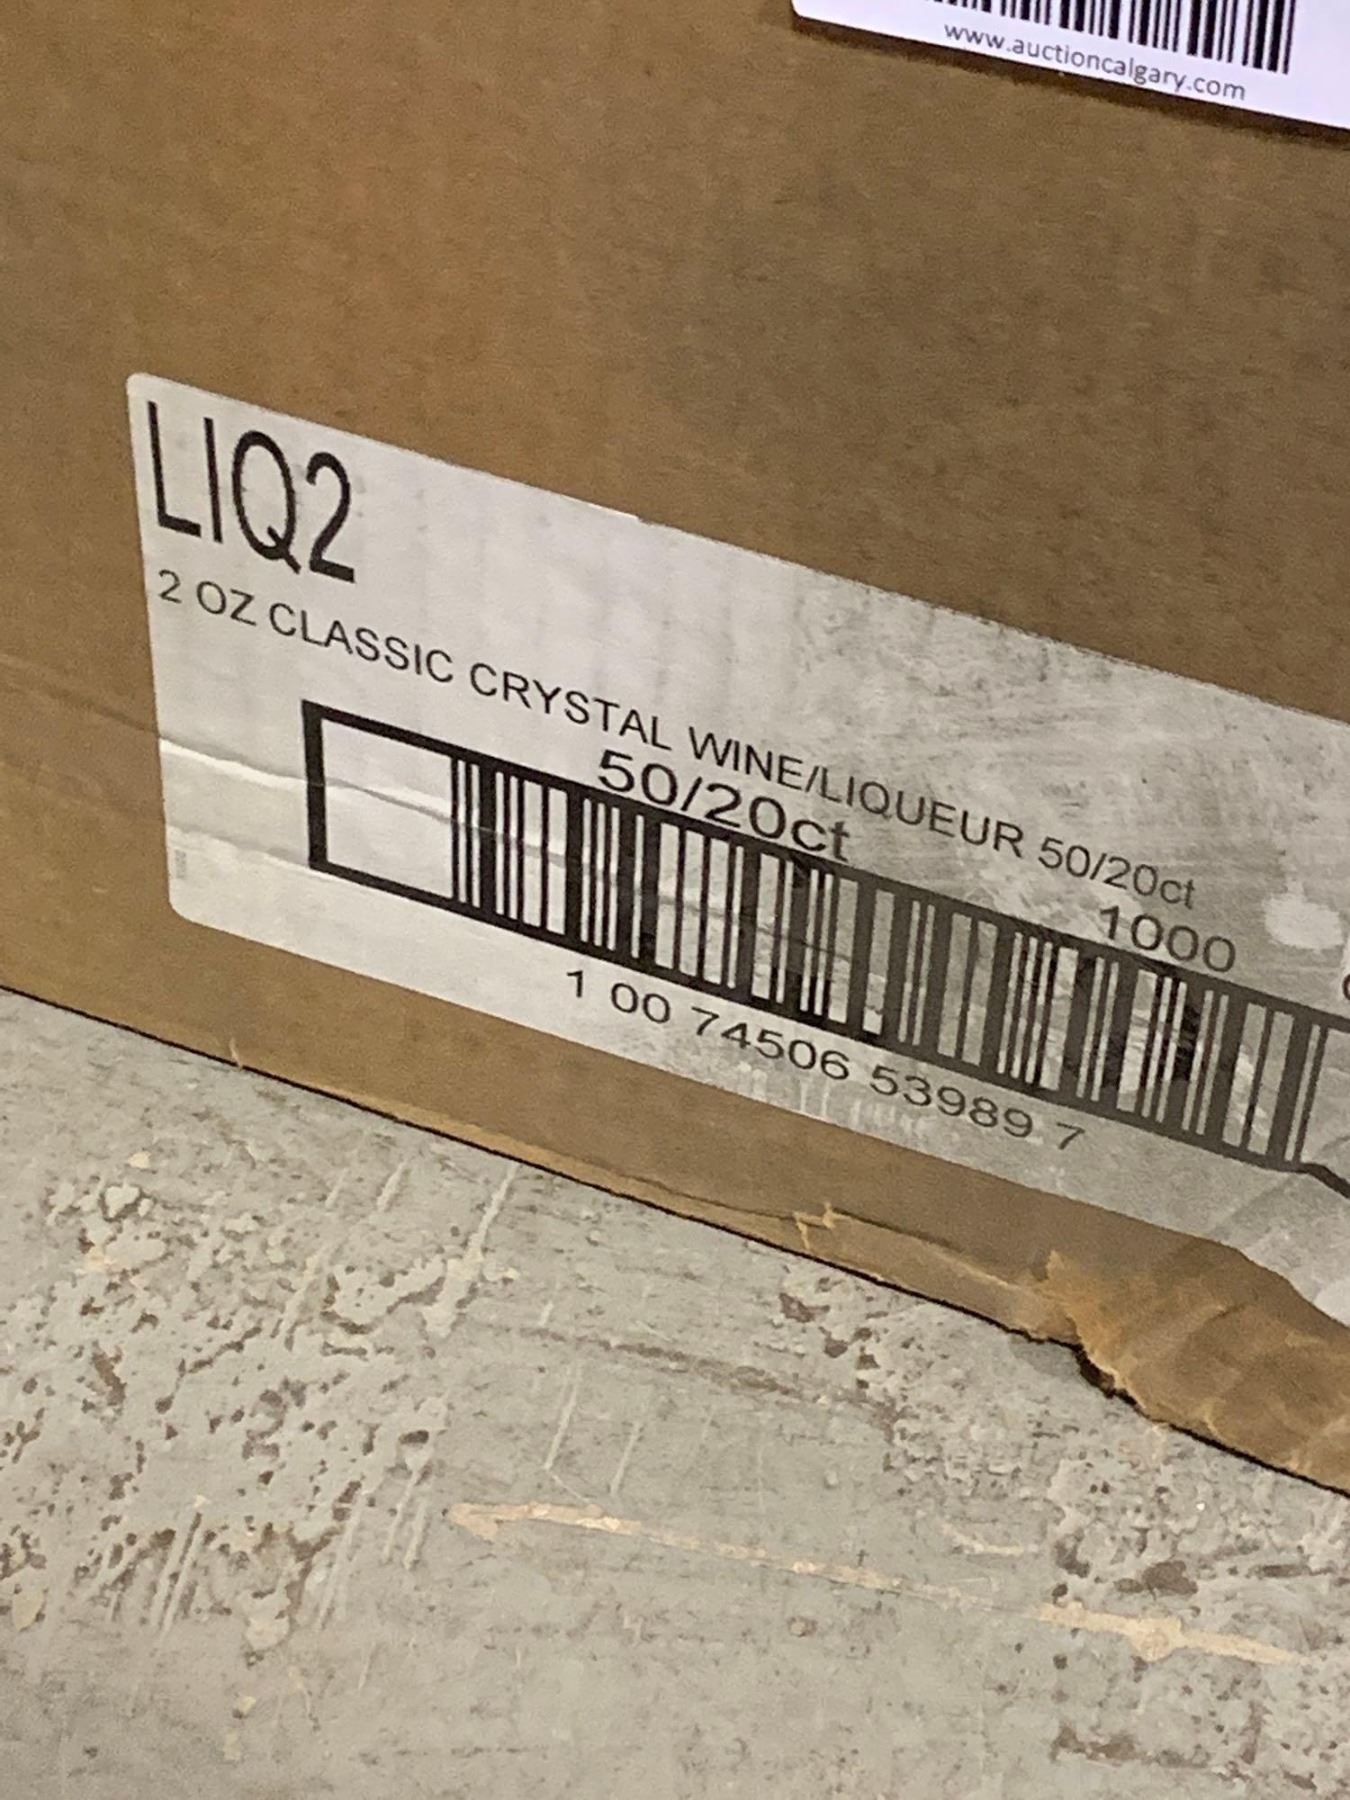 www.auctioncalgary.com
LIQ2
2 OZ CLASSIC CRYSTAL WINE/LIQUEUR 50/20ct
50/20ct
1000
1 00 74506 53989 7